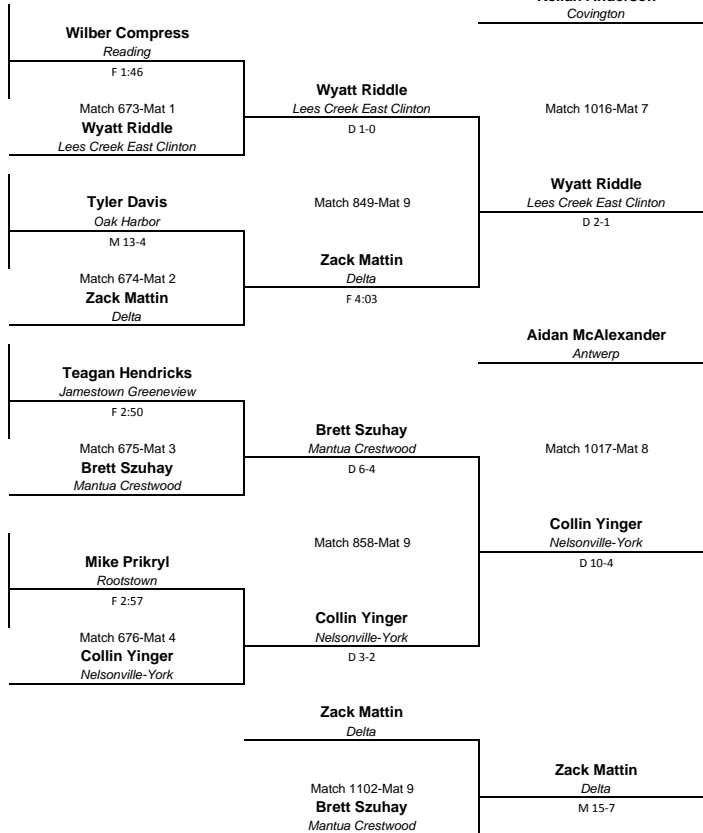 Covington
Wilber Compress
Reading
F 1:46
Match 673-Mat 1
Wyatt Riddle
Lees Creek East Clinton
Wyatt Riddle
Lees Creek East Clinton
D 1-0
Match 1016-Mat 7
Wyatt Riddle
Lees Creek East Clinton
D 2-1
Tyler Davis
Oak Harbor
M 13-4
Match 849-Mat 9
Match 674-Mat 2
Zack Mattin
Delta
Zack Mattin
Delta
F 4:03
Aidan McAlexander
Antwerp
Teagan Hendricks
Jamestown Greeneview
F 2:50
Match 675-Mat 3
Brett Szuhay
Mantua Crestwood
Brett Szuhay
Mantua Crestwood
D 6-4
Match 1017-Mat 8
Collin Yinger
Nelsonville-York
D 10-4
Match 858-Mat 9
Mike Prikryl
Rootstown
F 2:57
Match 676-Mat 4
Collin Yinger
Nelsonville-York
Collin Yinger
Nelsonville-York
D 3-2
Zack Mattin
Delta
Match 1102-Mat 9
Brett Szuhay
Mantua Crestwood
Zack Mattin
Delta
M 15-7